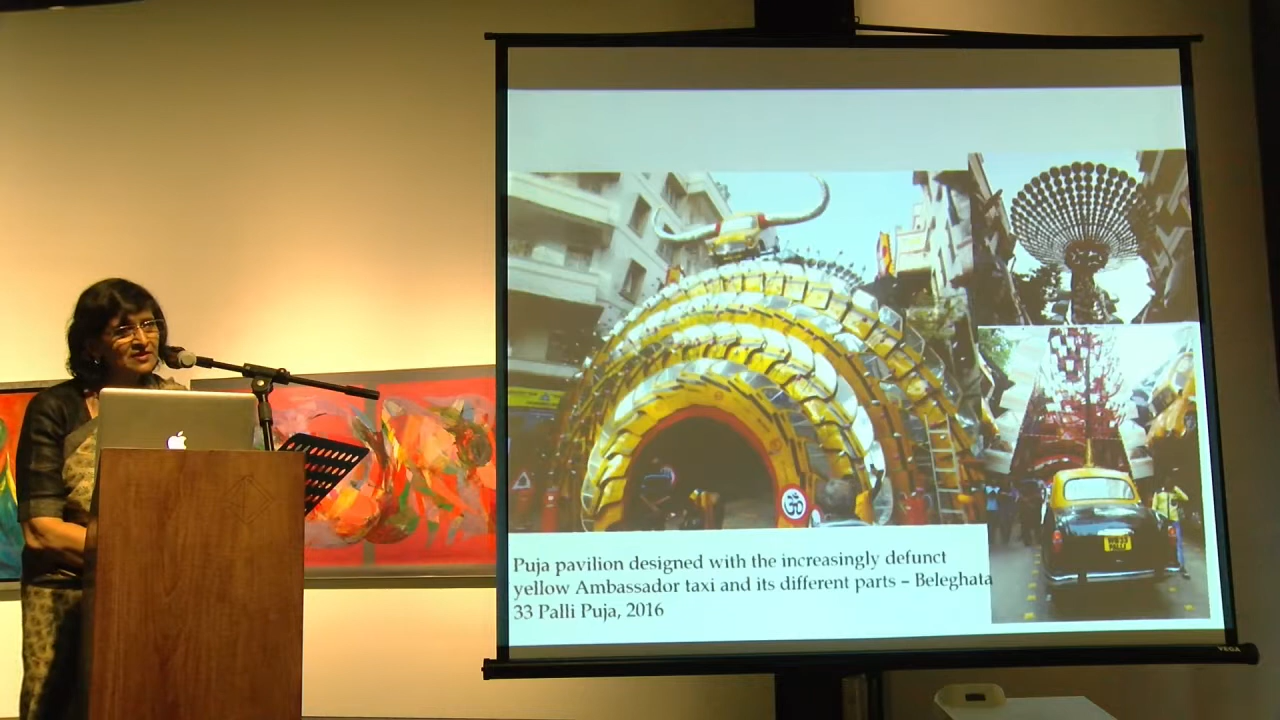 Puja pavilion designed with the increasingly defunct
yellow Ambassador taxi and its different parts – Beleghata
33 Palli Puja, 2016
ॐ
VEGA